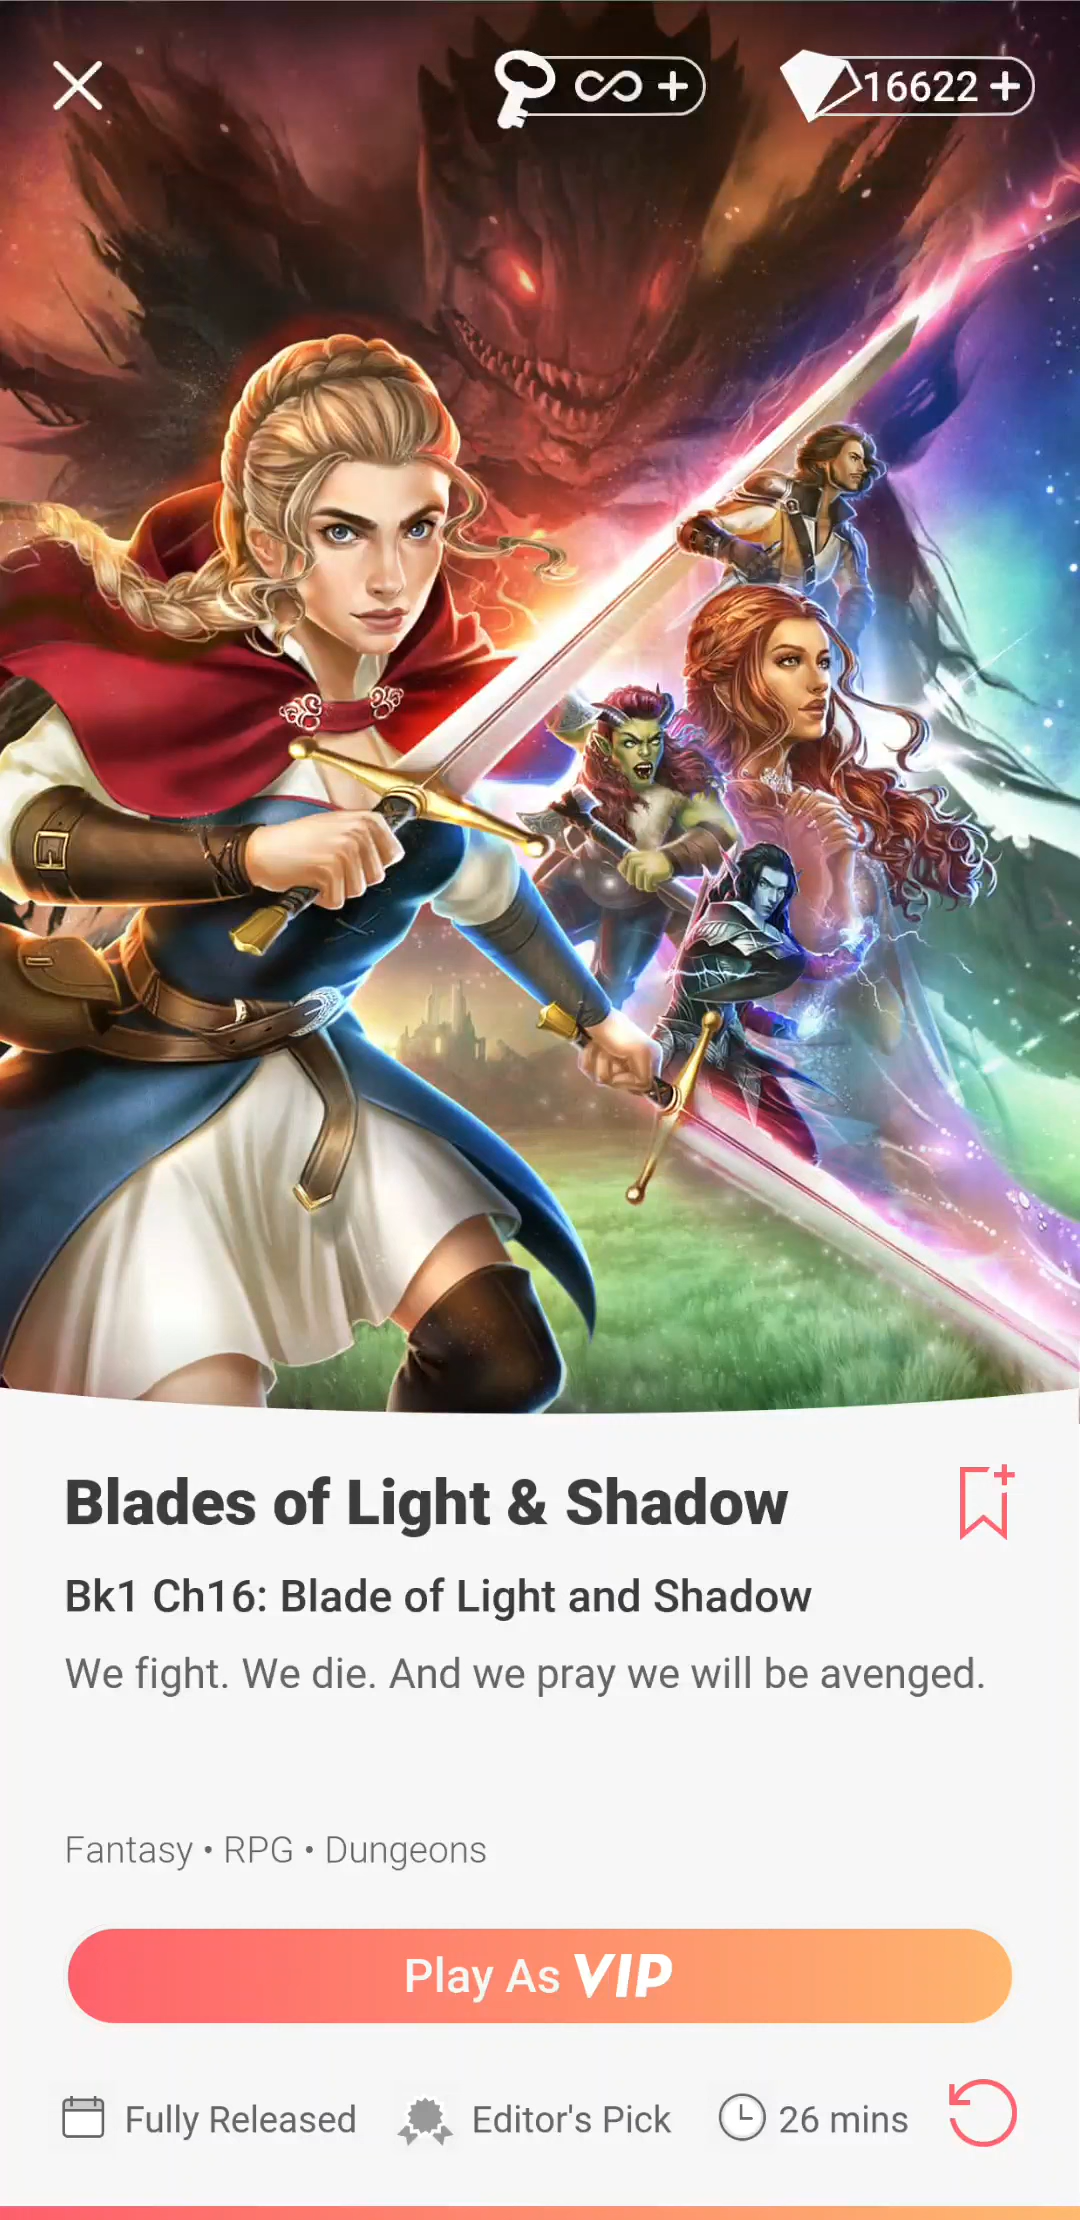 ∞ +
16622 +
Blades of Light & Shadow
Bk1 Ch16: Blade of Light and Shadow
We fight. We die. And we pray we will be avenged.
Fantasy • RPG • Dungeons
Play As VIP
Fully Released Editor's Pick 26 mins